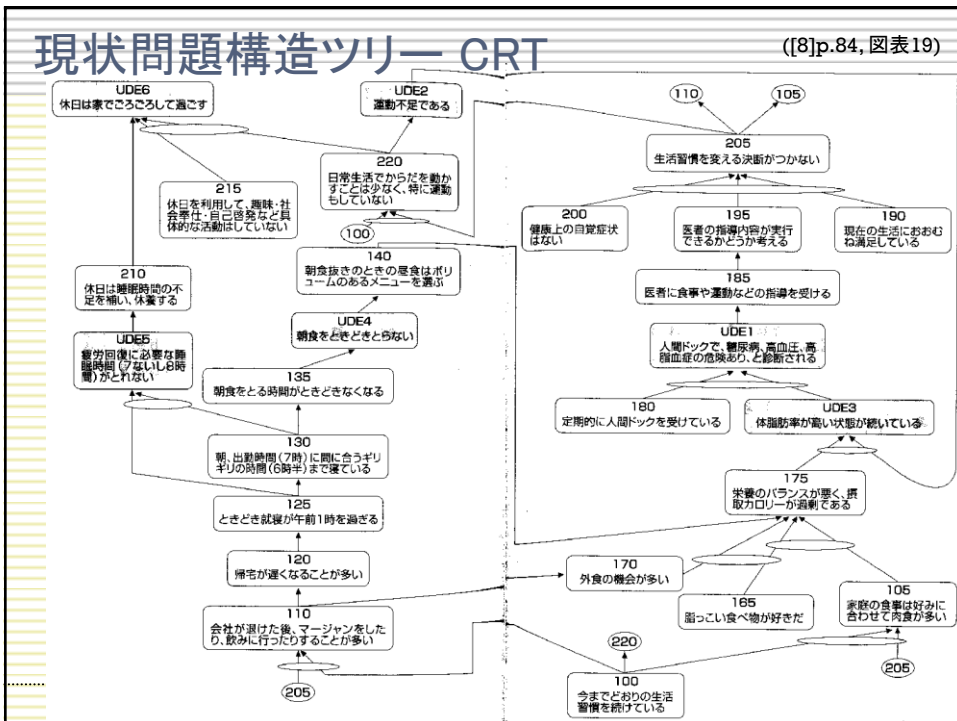 現状問題構造ツリー CRT
([8]p.84, 図表19)
UDE6
休日は家でごろごろして過ごす
UDE2
運動不足である
220
日常生活でからだを動か
すことは少なく、特に運動
もしていない
215
休日を利用して、趣味・社
会奉仕・自己啓発など具
体的な活動はしていない
100
140
朝食抜きのときの昼食はボリ
ュームのあるメニューを選ぶ
210
休日は睡眠時間の不
足を補い、休養する
UDE4
朝食をときどきとらない
UDE5
疲労回復に必要な睡
眠時間(7ないし8時
間)がとれない
135
朝食をとる時間がときどきなくなる
130
朝、出勤時間(7時)に間に合うギリ
ギリの時間(6時半)まで寝ている
125
ときどき就寝が午前1時を過ぎる
120
帰宅が遅くなることが多い
110
会社が退けた後、マージャンをした
り、飲みに行ったりすることが多い
205
110
105
205
生活習慣を変える決断がつかない
200
健康上の自覚症状
はない
195
医者の指導内容が実行
できるかどうか考える
190
現在の生活におおむ
ね満足している
185
医者に食事や運動などの指導を受ける
UDE1
人間ドックで、糖尿病、高血圧、高
脂血症の危険あり、と診断される
180
定期的に人間ドックを受けている
UDE3
体脂肪率が高い状態が続いている
175
栄養のバランスが悪く、摂
取カロリーが過剰である
170
外食の機会が多い
165
脂っこい食べ物が好きだ
105
家庭の食事は好みに
合わせて肉食が多い
220
205
100
今までどおりの生活
習慣を続けている